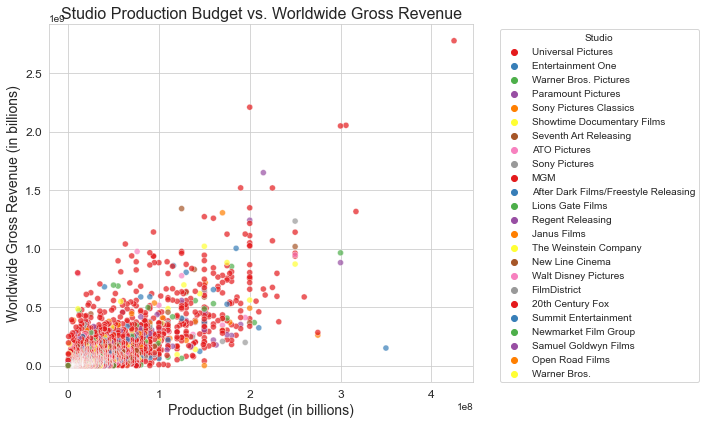 Studio Production Budget vs. Worldwide Gross Revenue
1e9
Worldwide Gross Revenue (in billions)
2.5
2.0
1.5
1.0
0.5
0.0
0 1 2 3 4
1e8
Production Budget (in billions)
Studio
Universal Pictures
Entertainment One
Warner Bros. Pictures
Paramount Pictures
Sony Pictures Classics
Showtime Documentary Films
Seventh Art Releasing
ATO Pictures
Sony Pictures
MGM
After Dark Films/Freestyle Releasing
Lions Gate Films
Regent Releasing
Janus Films
The Weinstein Company
New Line Cinema
Walt Disney Pictures
FilmDistrict
20th Century Fox
Summit Entertainment
Newmarket Film Group
Samuel Goldwyn Films
Open Road Films
Warner Bros.